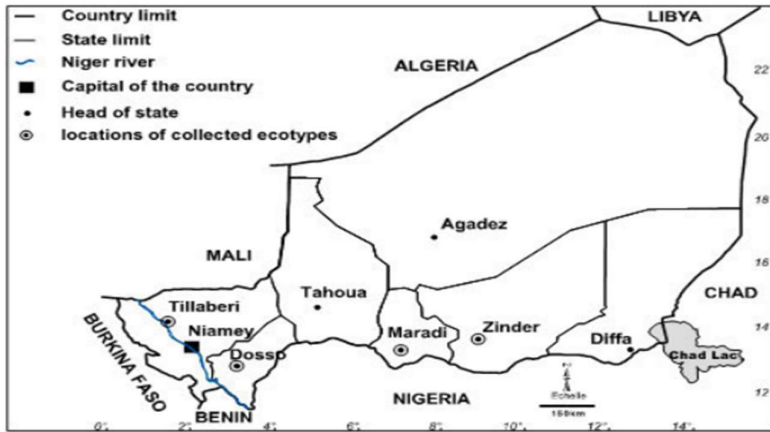 Country limit
State limit
Niger river
Capital of the country
Head of state
locations of collected ecotypes
LIBYA
ALGERIA
22°
20°
18°
Agadez
MALI
16°
Tahoua
CHAD
Tillaberi
Niamey
Maradi
Zinder
Diffa
14°
BURKINA FASO
Dosso
Chad Lac
NIGERIA
Echelle
150km
12°
BENIN
0°
2°
4°
6°
8°
10°
12°
14°